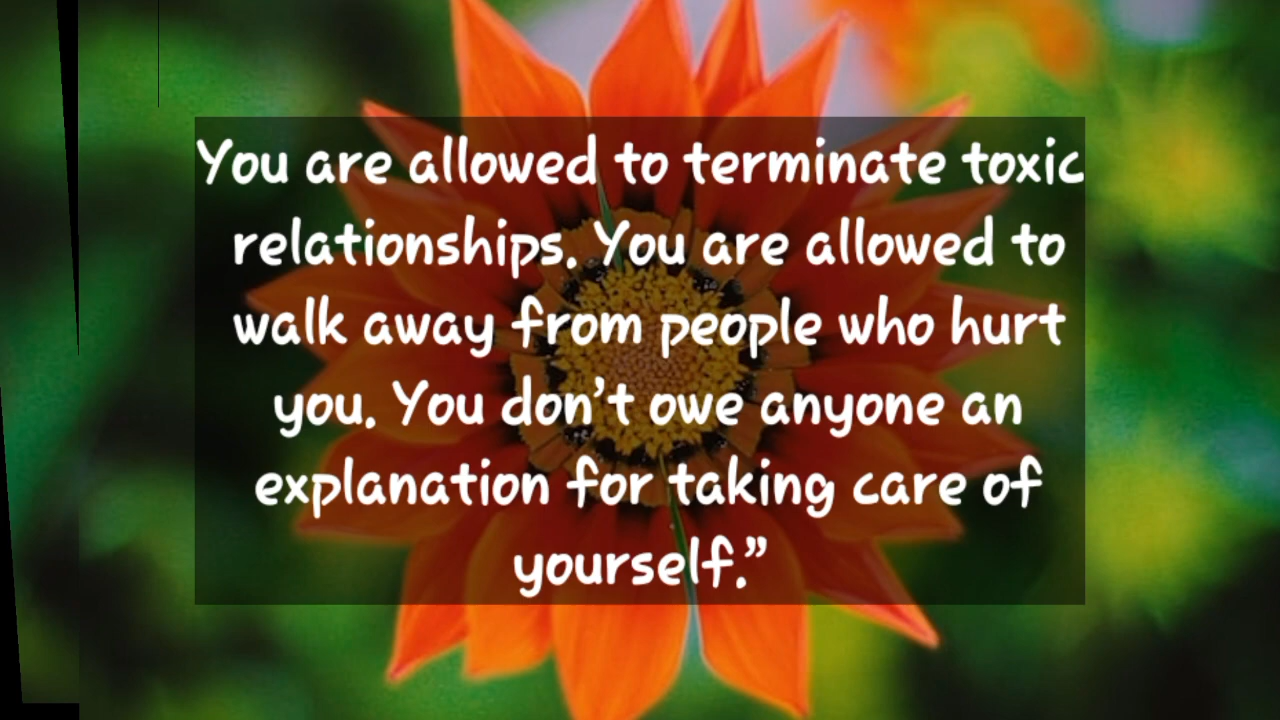 You are allowed to terminate toxic
relationships. You are allowed to
walk away from people who hurt
you. You don’t owe anyone an
explanation for taking care of
yourself.”